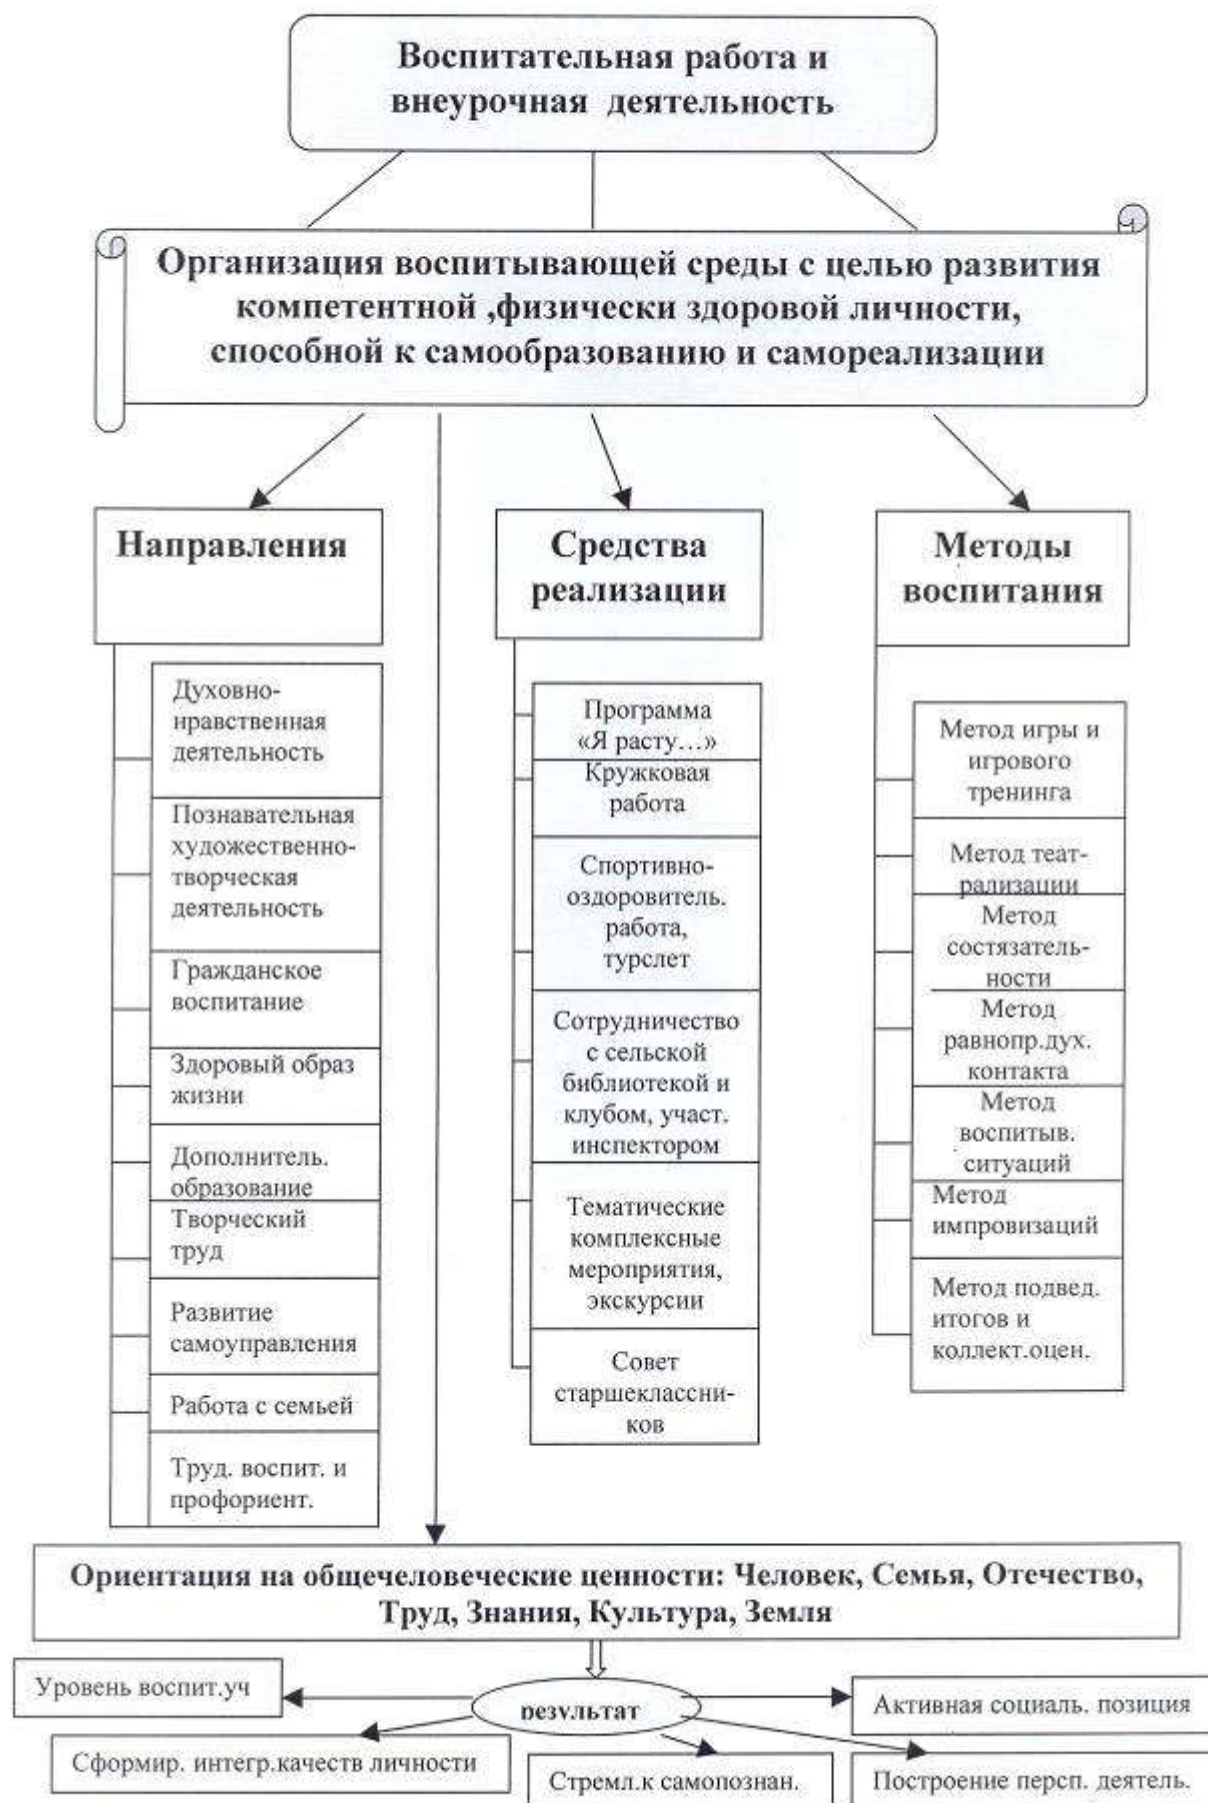 Воспитательная работа и
внеурочная деятельность
Организация воспитывающей среды с целью развития
компетентной ,физически здоровой личности,
способной к самообразованию и самореализации
Направления
Духовно-
нравственная
деятельность
Познавательная
художественно-
творческая
деятельность
Гражданское
воспитание
Здоровый образ
жизни
Дополнитель.
образование
Творческий
труд
Развитие
самоуправления
Работа с семьей
Труд. воспит. и
профориент.
Средства
реализации
Программа
«Я расту…»
Кружковая
работа
Спортивно-
оздоровитель.
работа,
турслет
Сотрудничество
с сельской
библиотекой и
клубом, участ.
инспектором
Тематические
комплексные
мероприятия,
экскурсии
Совет
старшеклассни-
ков
Методы
воспитания
Метод игры и
игрового
тренинга
Метод теат-
рализации
Метод
состязатель-
ности
Метод
равнопр.дух.
контакта
Метод
воспитыв.
ситуаций
Метод
импровизаций
Метод подвед.
итогов и
коллект.оцен.
Ориентация на общечеловеческие ценности: Человек, Семья, Отечество,
Труд, Знания, Культура, Земля
результат
Уровень воспит.уч
Активная социаль. позиция
Сформир. интегр.качеств личности
Стремл.к самопознан.
Построение персп. деятель.